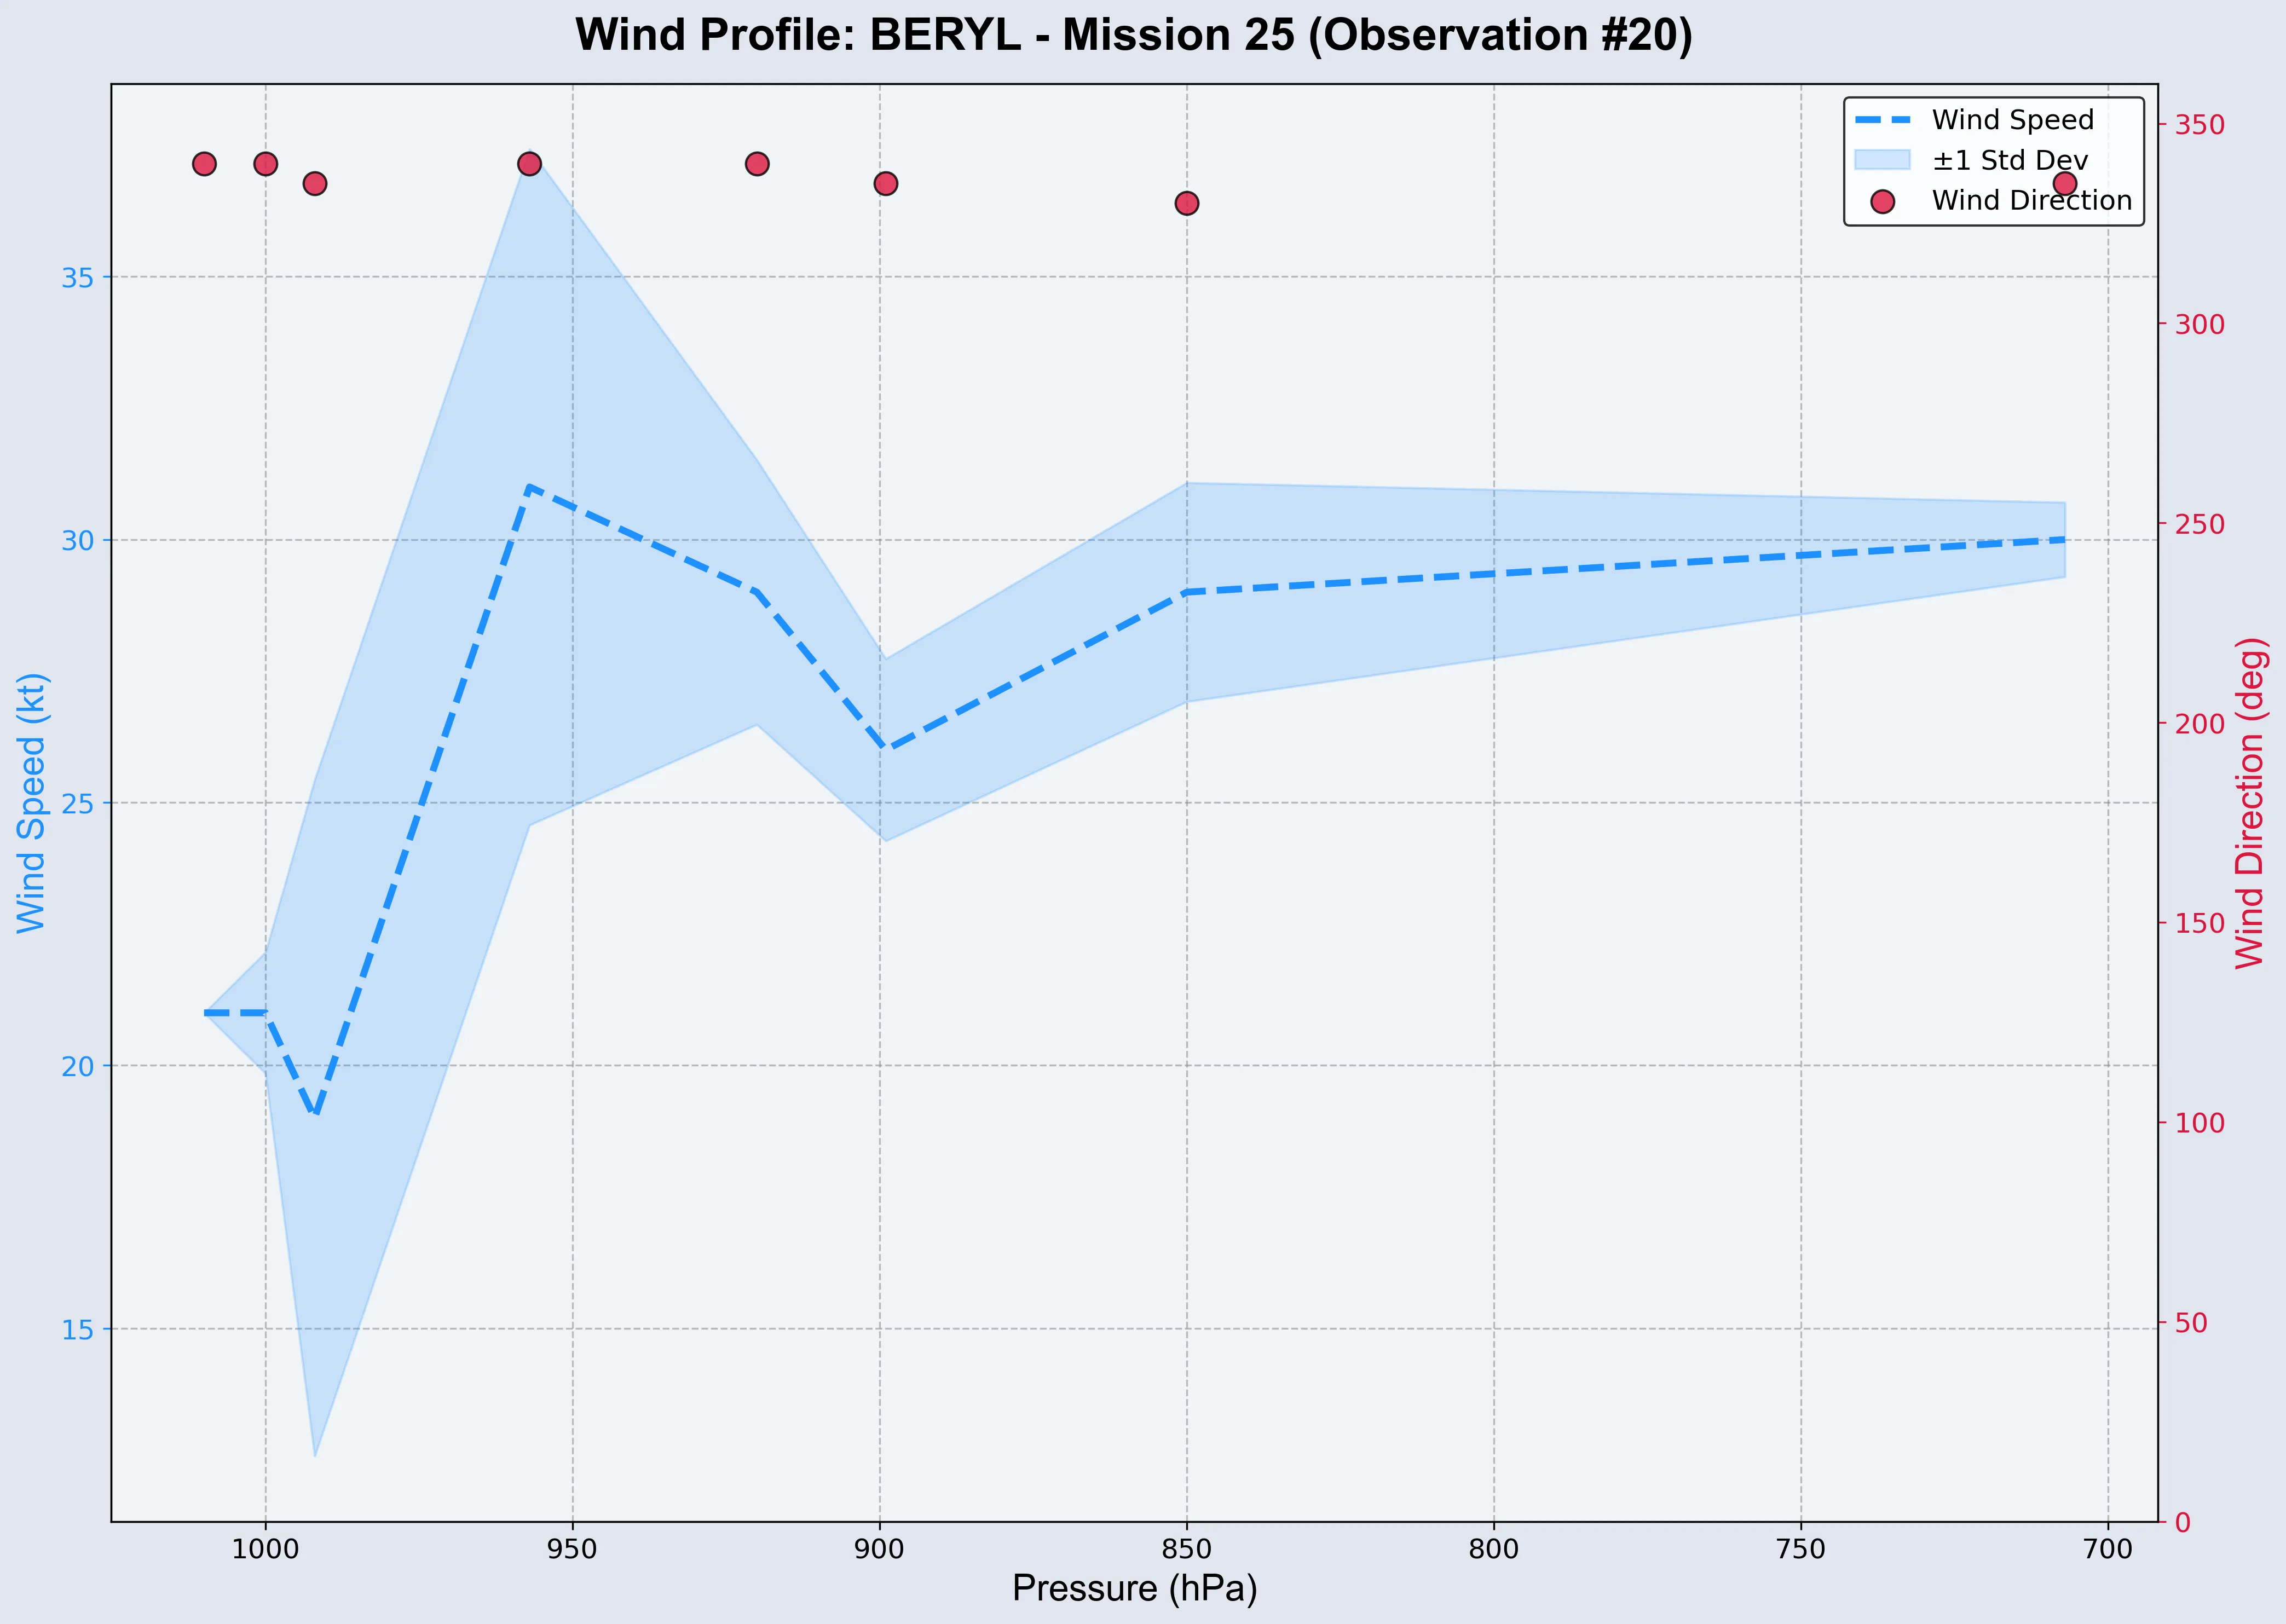 Wind Profile: BERYL - Mission 25 (Observation #20)
Wind Speed
±1 Std Dev
Wind Direction
Wind Speed (kt)
35
30
25
20
15
350
300
250
200
150
100
50
0
Wind Direction (deg)
1000
950
900
850
800
750
700
Pressure (hPa)